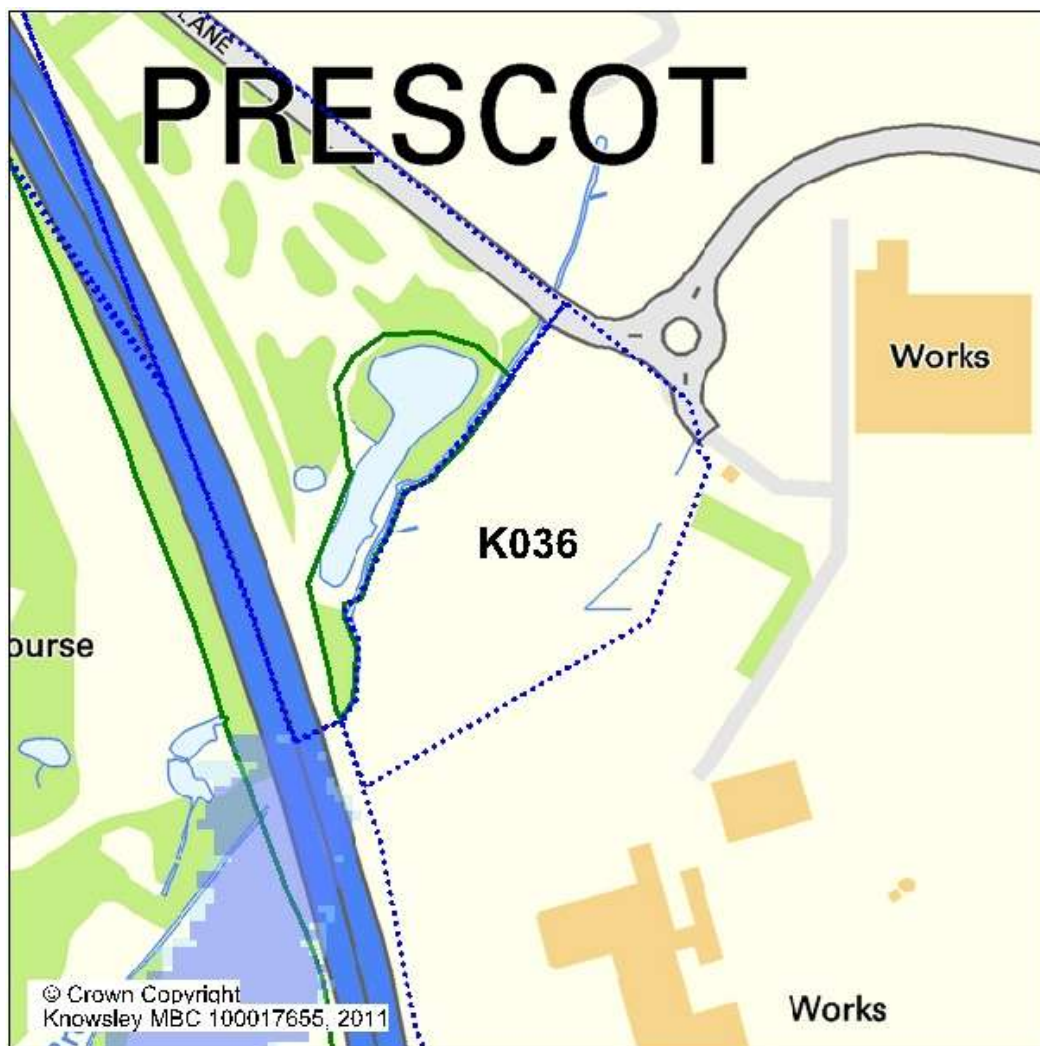 LANE
PRESCOT
Works
K036
ourse
© Crown Copyright
Knowsley MBC 100017655, 2011
Works